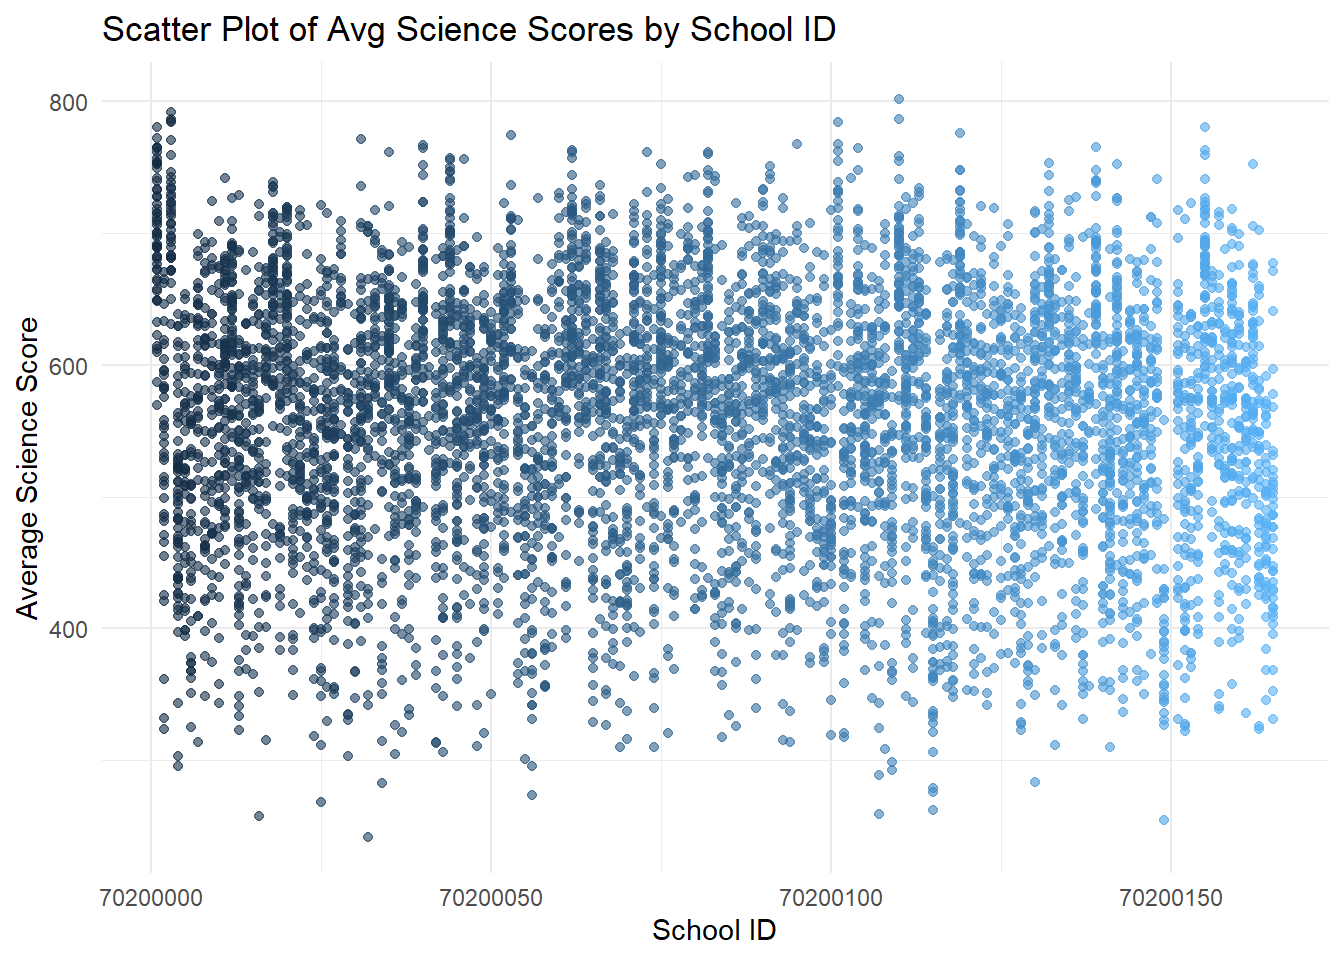 Scatter Plot of Avg Science Scores by School ID
800
600
400
Average Science Score
70200000 70200050 70200100 70200150
School ID